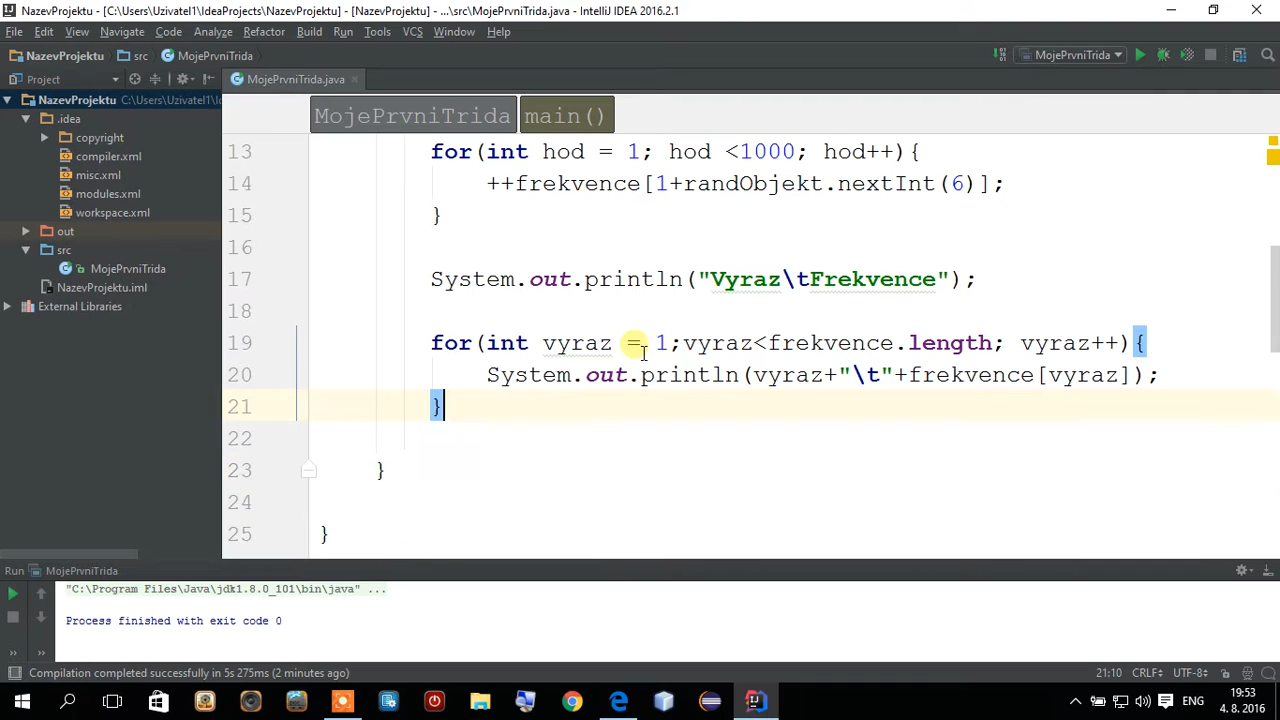 NazevProjektu - [C:\Users\Uzivatel1\IdeaProjects\NazevProjektu] - [NazevProjektu] - ...\src\MojePrvniTrida.java - IntelliJ IDEA 2016.2.1
File Edit View Navigate Code Analyze Refactor Build Run Tools VCS Window Help
NazevProjektu src MojePrvniTrida
MojePrvniTrida
Project
MojePrvniTrida.java
NazevProjektu C:\Users\Uzivatel1\Id
.idea
copyright
compiler.xml
misc.xml
modules.xml
workspace.xml
out
src
MojePrvniTrida
NazevProjektu.iml
External Libraries
MojePrvniTrida main()
13 for(int hod = 1; hod <1000; hod++){
14 ++frekvence[1+randObjekt.nextInt(6)];
15 }
16
17 System.out.println("Vyraz\tFrekvence");
18
19 for(int vyraz = 1;vyraz<frekvence.length; vyraz++){
20 System.out.println(vyraz+"\t"+frekvence[vyraz]);
21 }
22
23 }
24
25 }
Run MojePrvniTrida
"C:\Program Files\Java\jdk1.8.0_101\bin\java" ...
Process finished with exit code 0
Compilation completed successfully in 5s 275ms (2 minutes ago)
21:10 CRLF UTF-8
ENG
19:53
4. 8. 2016